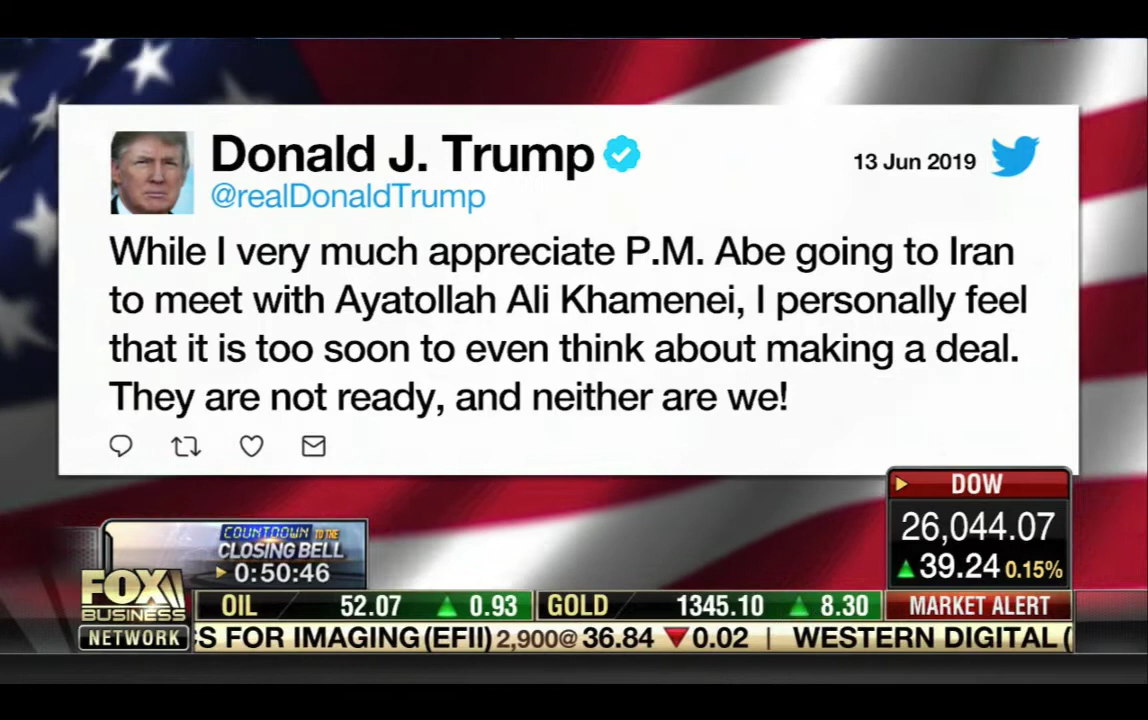 Donald J. Trump
@realDonaldTrump
13 Jun 2019
While I very much appreciate P.M. Abe going to Iran
to meet with Ayatollah Ali Khamenei, I personally feel
that it is too soon to even think about making a deal.
They are not ready, and neither are we!
DOW
26,044.07
39.24 0.15%
MARKET ALERT
COUNTDOWN TO THE
CLOSING BELL
0:50:46
FOX
BUSINESS
NETWORK
OIL 52.07 0.93 GOLD 1345.10 8.30
S FOR IMAGING (EFII) 2,900@ 36.84 0.02 | WESTERN DIGITAL (